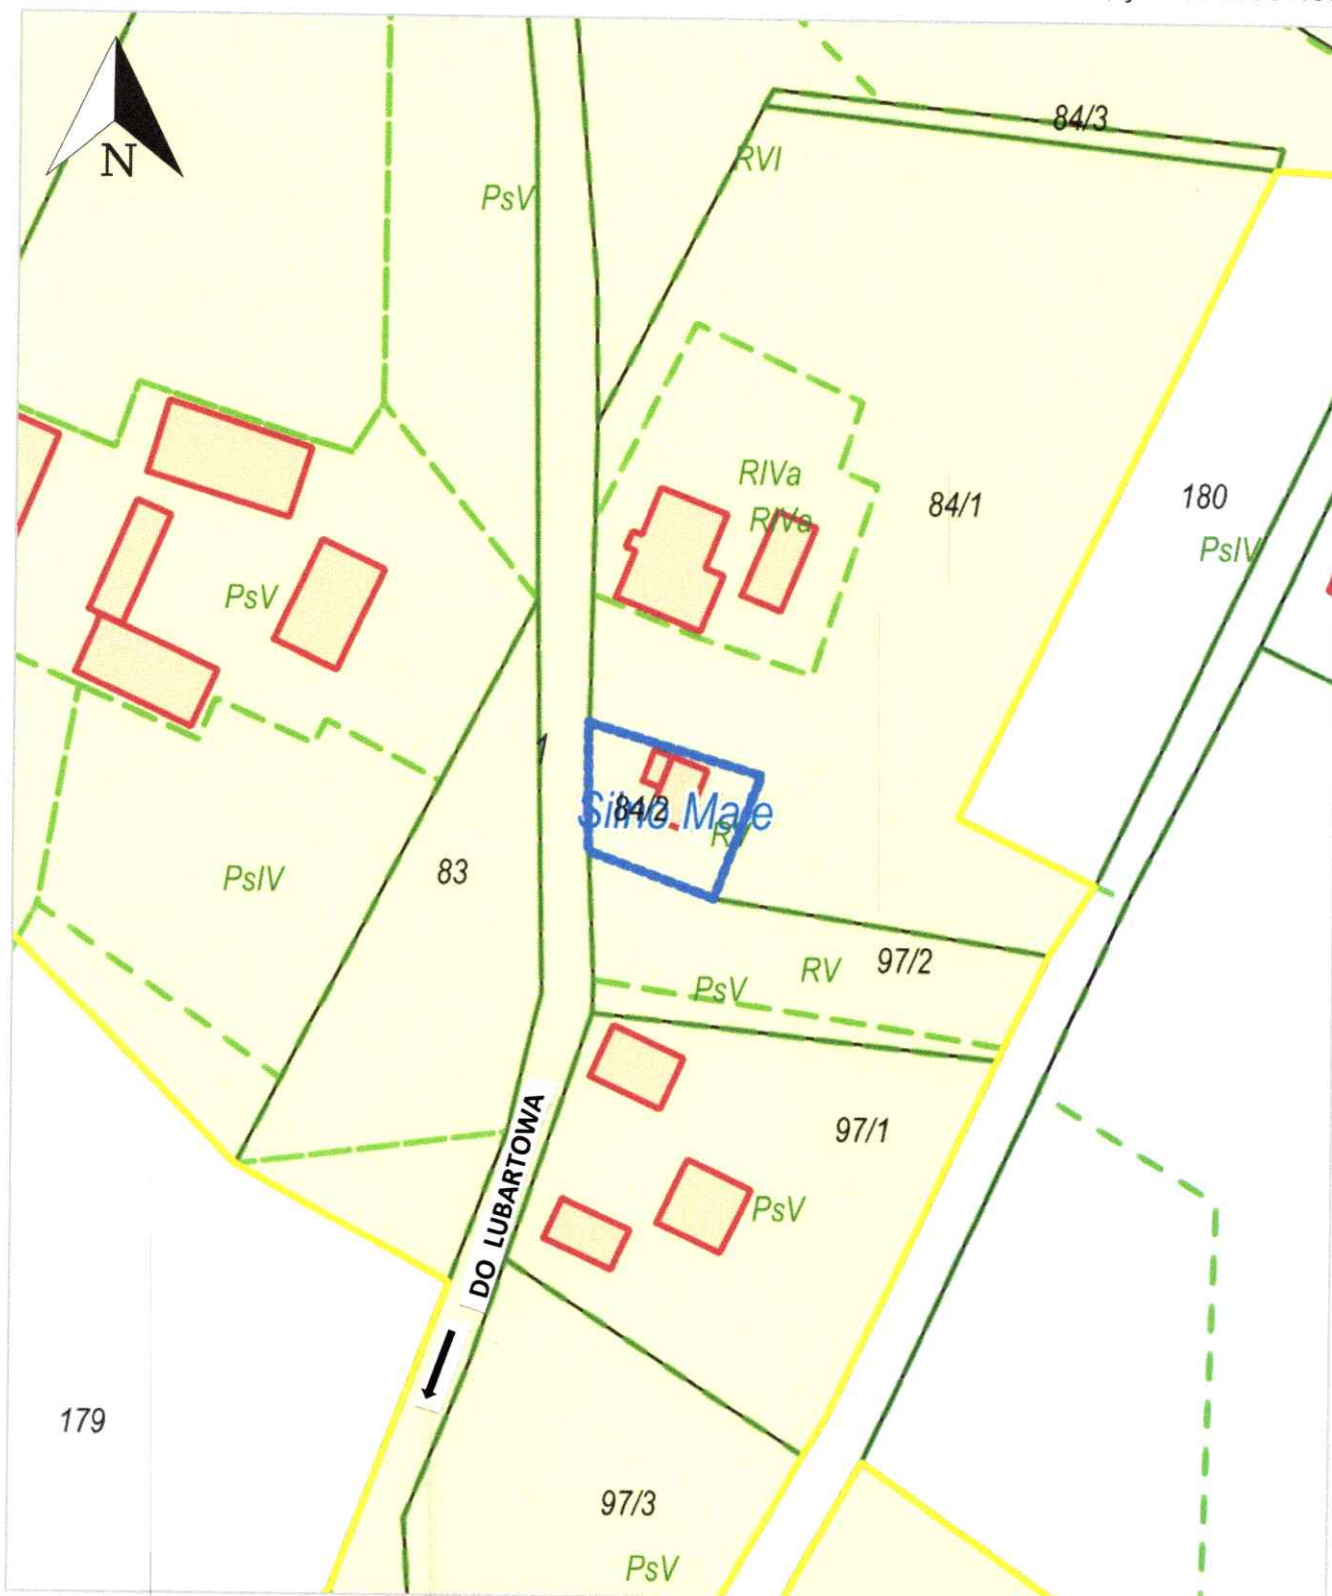 84/3
N
RVI
PsV
RIVa
84/1
180
RIVa
PsIV
PsV
1
84/2
Silno Małe
RV
83
PsIV
97/2
RV
PsV
DO LUBARTOWA
97/1
PsV
179
97/3
PsV